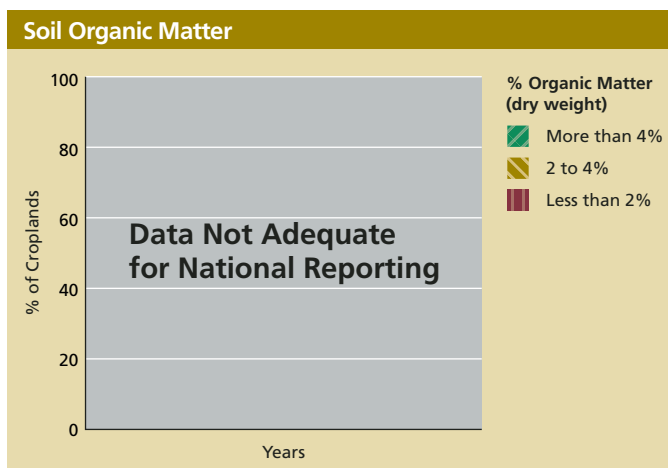 Soil Organic Matter
100
80
60
40
20
0
% of Croplands
Data Not Adequate
for National Reporting
Years
% Organic Matter
(dry weight)
More than 4%
2 to 4%
Less than 2%